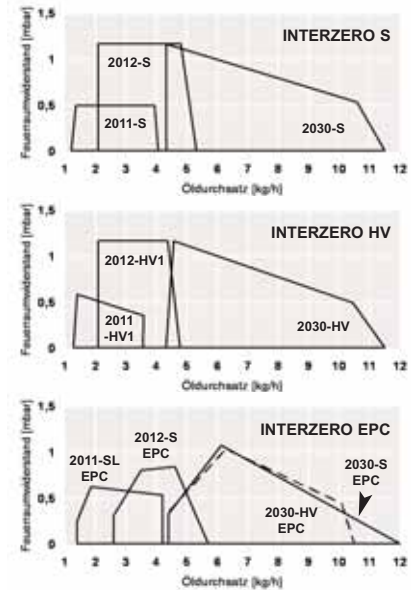 1,5
INTERZERO S
2012-S
1
0,5
2011-S
2030-S
0
1 2 3 4 5 6 7 8 9 10 11 12
Feuerraumwiderstand [mbar]
Öldurchsatz [kg/h]
1,5
INTERZERO HV
2012-HV1
1
0,5
2011
-HV1
2030-HV
0
1 2 3 4 5 6 7 8 9 10 11 12
Feuerraumwiderstand [mbar]
Öldurchsatz [kg/h]
1,5
INTERZERO EPC
2012-S
EPC
2011-SL
EPC
1
0,5
2030-S
EPC
2030-HV
EPC
0
1 2 3 4 5 6 7 8 9 10 11 12
Feuerraumwiderstand [mbar]
Öldurchsatz [kg/h]